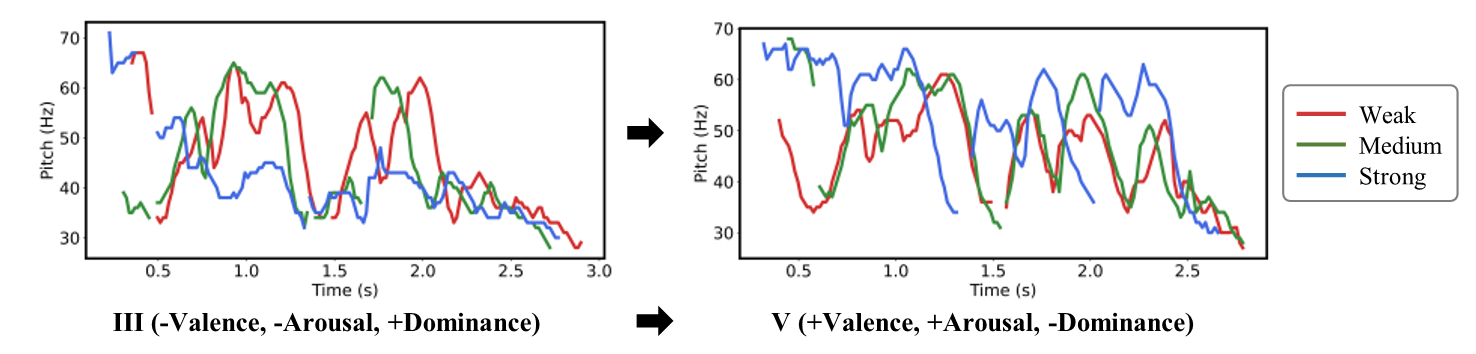 70
60
50
40
30
Pitch (Hz)
0.5 1.0 1.5 2.0 2.5 3.0
Time (s)
III (-Valence, -Arousal, +Dominance)
70
60
50
40
30
Pitch (Hz)
0.5 1.0 1.5 2.0 2.5
Time (s)
V (+Valence, +Arousal, -Dominance)
Weak
Medium
Strong